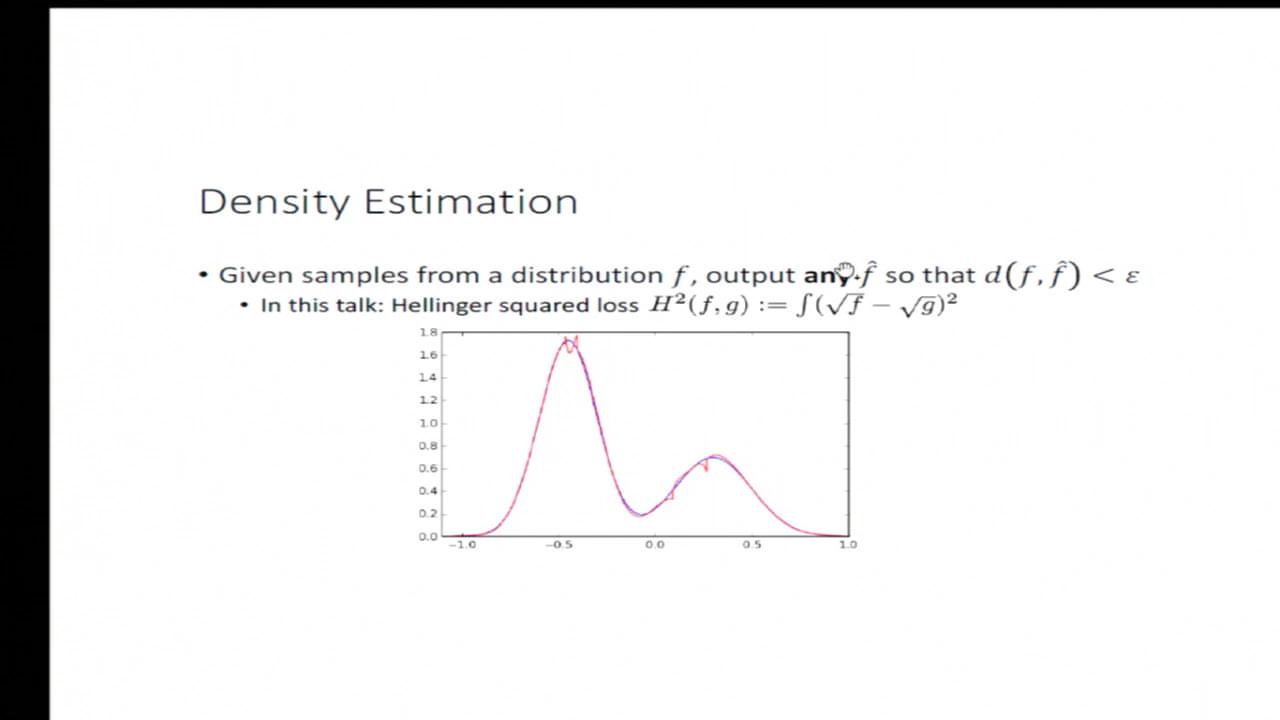 Density Estimation
• Given samples from a distribution f, output any f̂ so that d(f, f̂) < ε
• In this talk: Hellinger squared loss H²(f, g) := ∫(√f − √g)²
1.8
1.6
1.4
1.2
1.0
0.8
0.6
0.4
0.2
0.0
−1.0 −0.5 0.0 0.5 1.0